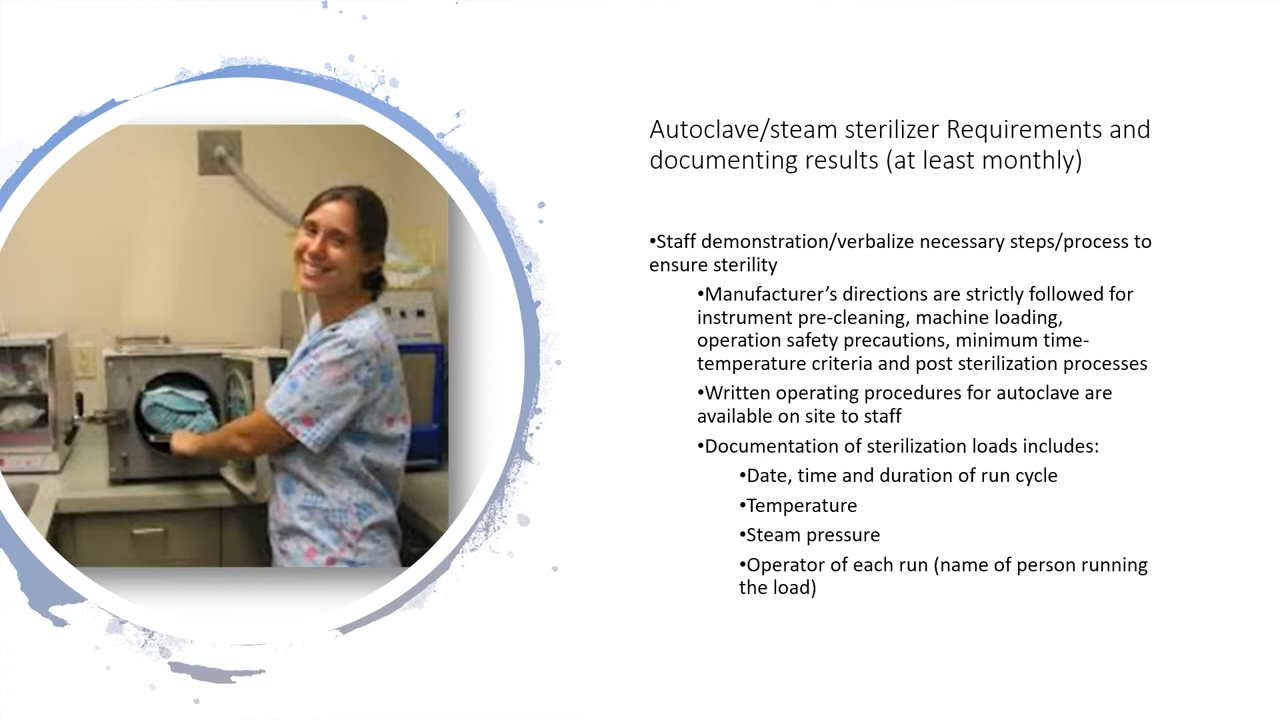 Autoclave/steam sterilizer Requirements and
documenting results (at least monthly)
•Staff demonstration/verbalize necessary steps/process to
ensure sterility
•Manufacturer’s directions are strictly followed for
instrument pre-cleaning, machine loading,
operation safety precautions, minimum time-
temperature criteria and post sterilization processes
•Written operating procedures for autoclave are
available on site to staff
•Documentation of sterilization loads includes:
•Date, time and duration of run cycle
•Temperature
•Steam pressure
•Operator of each run (name of person running
the load)